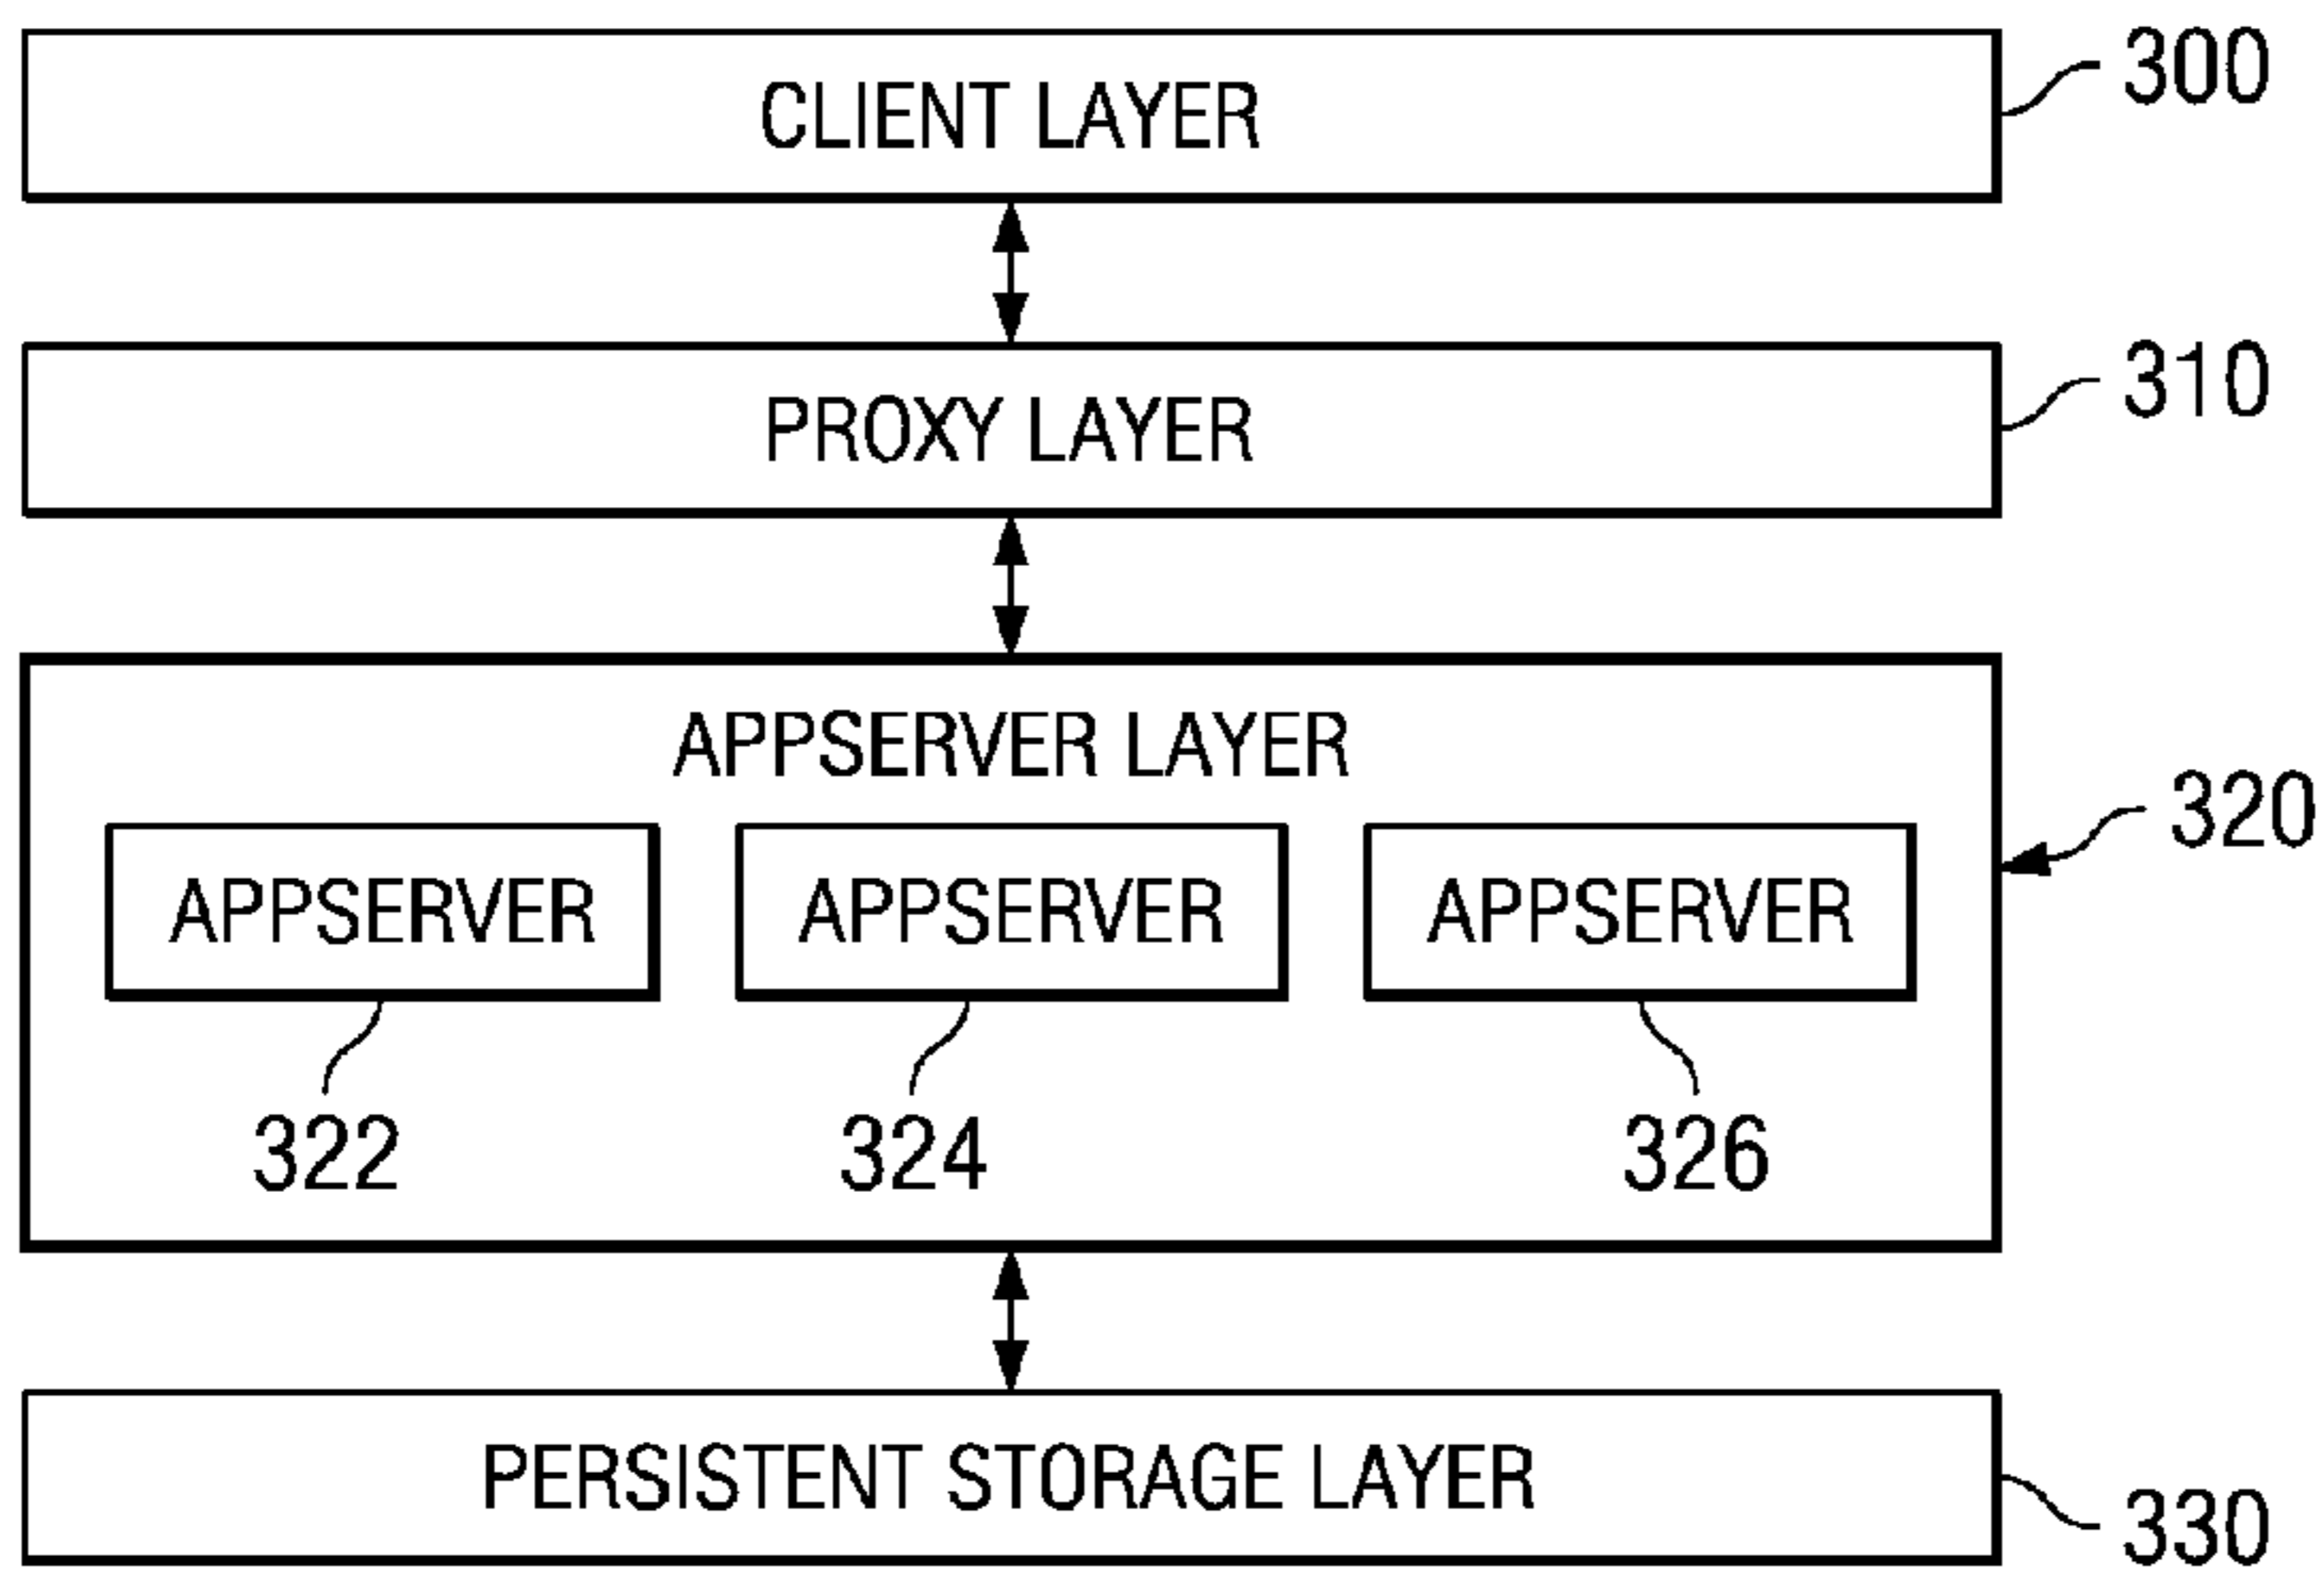 CLIENT LAYER
300
PROXY LAYER
310
APPSERVER LAYER
320
APPSERVER
APPSERVER
APPSERVER
322
324
326
PERSISTENT STORAGE LAYER
330